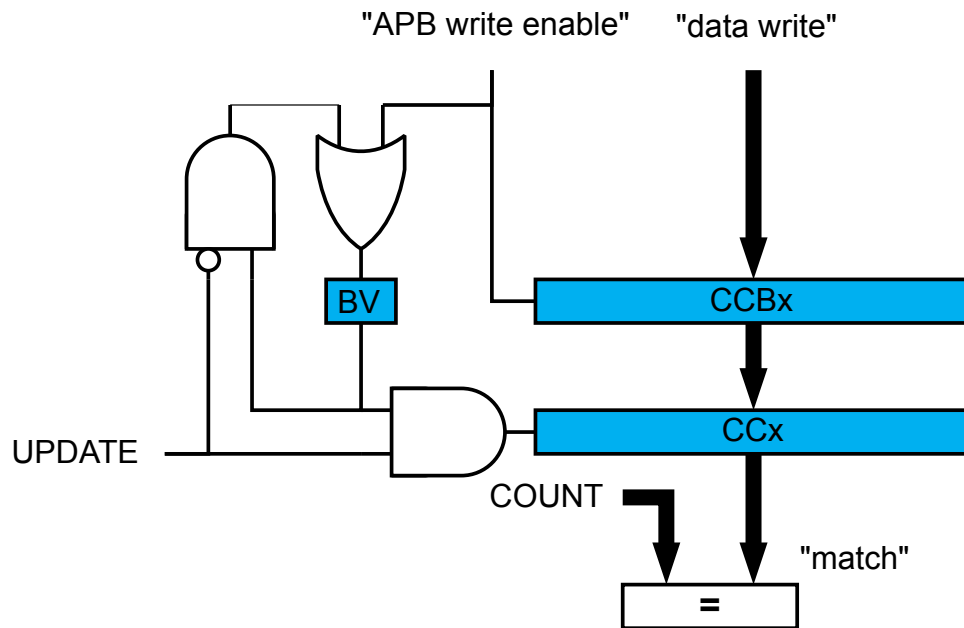 "APB write enable"
"data write"
BV
CCBx
CCx
UPDATE
COUNT
"match"
=